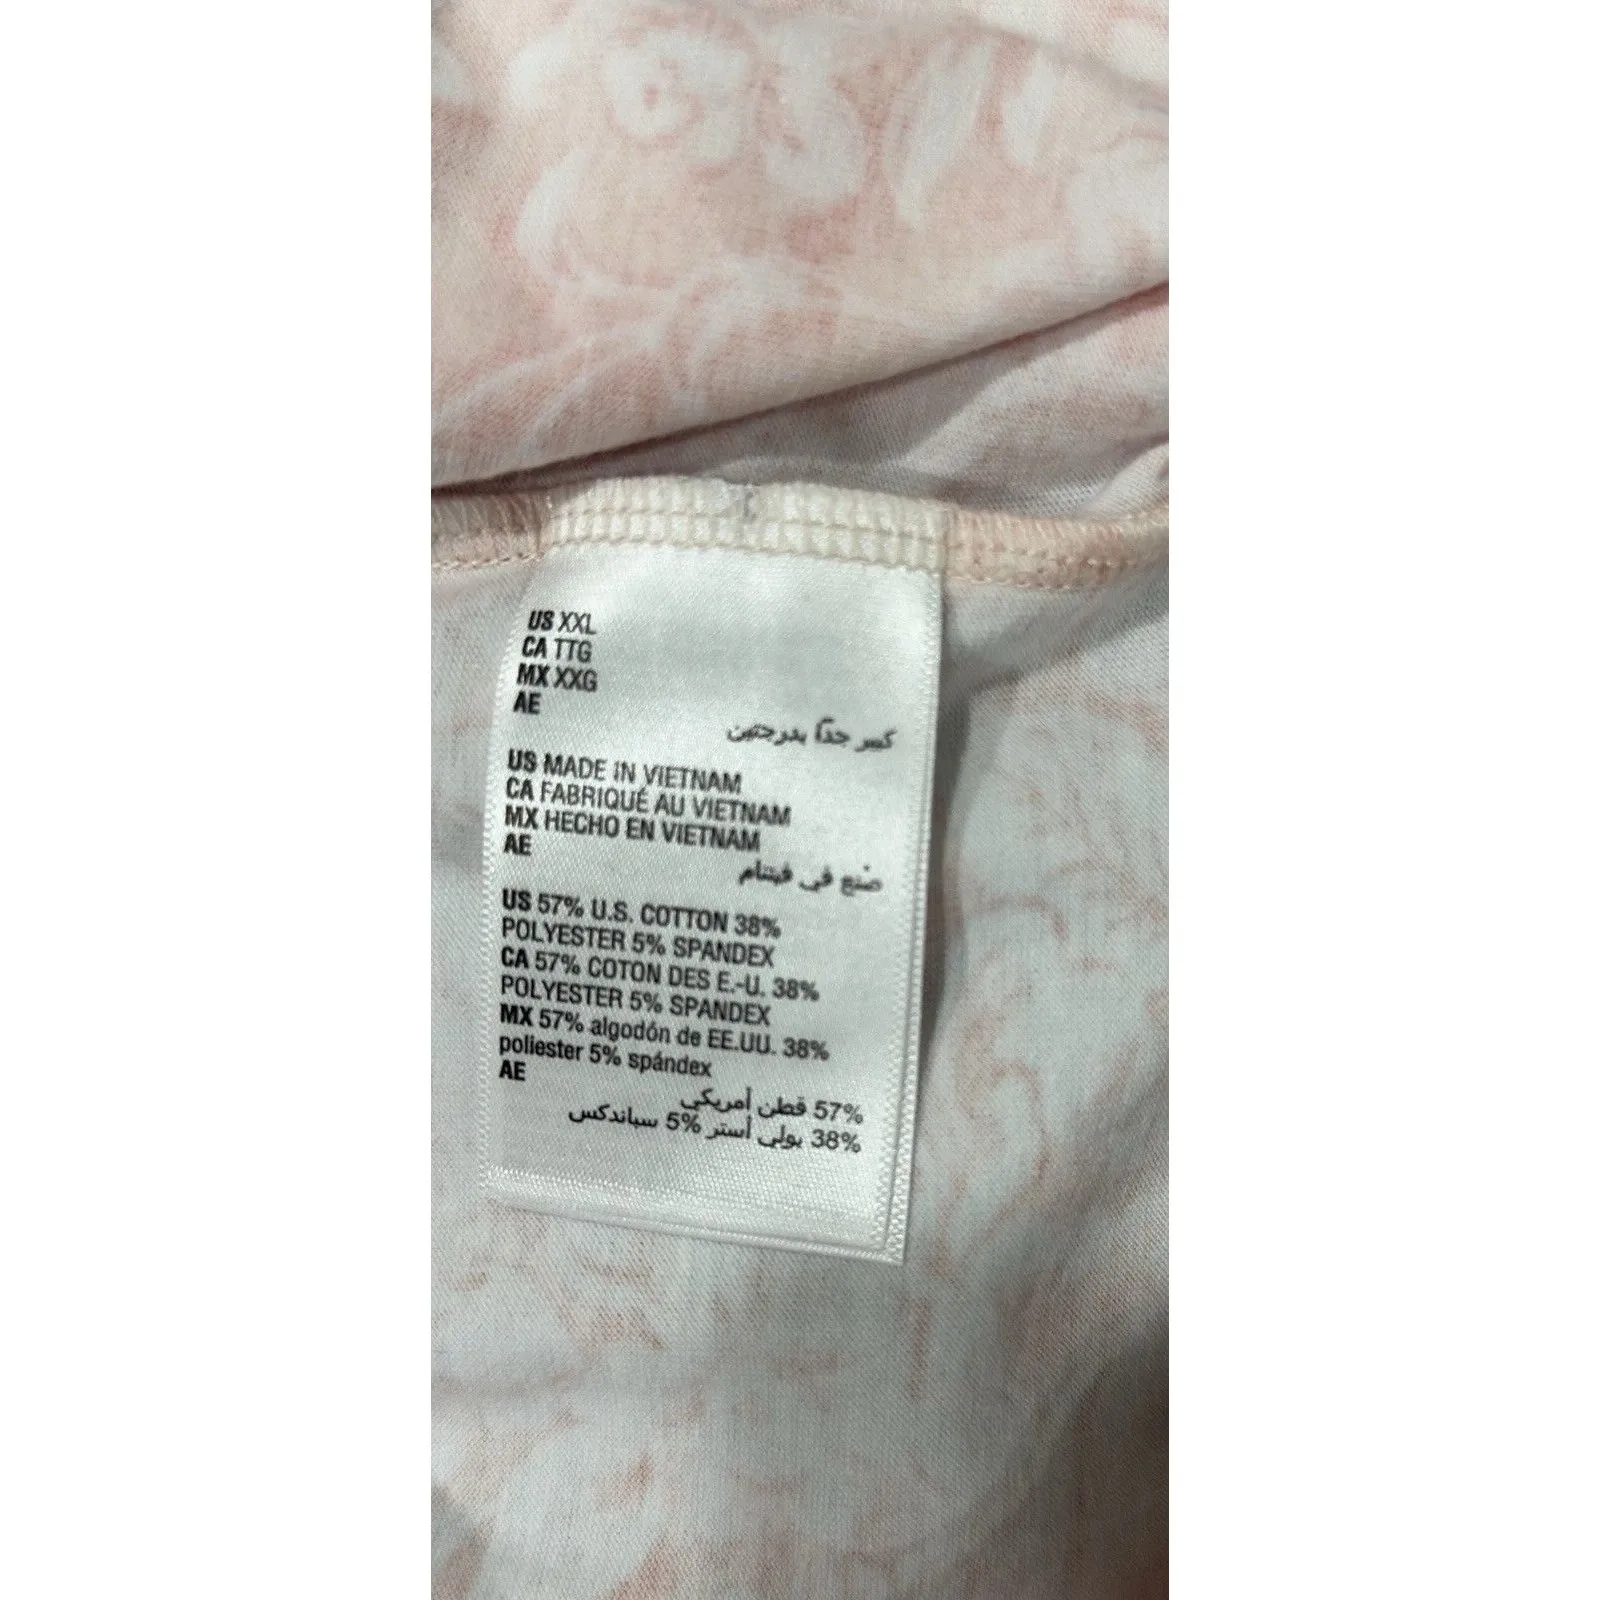 US XXL
CA TTG
MX XXG
AE
كبير جدًا بدرجتين
US MADE IN VIETNAM
CA FABRIQUÉ AU VIETNAM
MX HECHO EN VIETNAM
AE
صُنع في فيتنام
US 57% U.S. COTTON 38%
POLYESTER 5% SPANDEX
CA 57% COTON DES E.-U. 38%
POLYESTER 5% SPANDEX
MX 57% algodón de EE.UU. 38%
poliester 5% spándex
AE
57% قطن أمريكي
38% بولي أستر 5% سباندكس